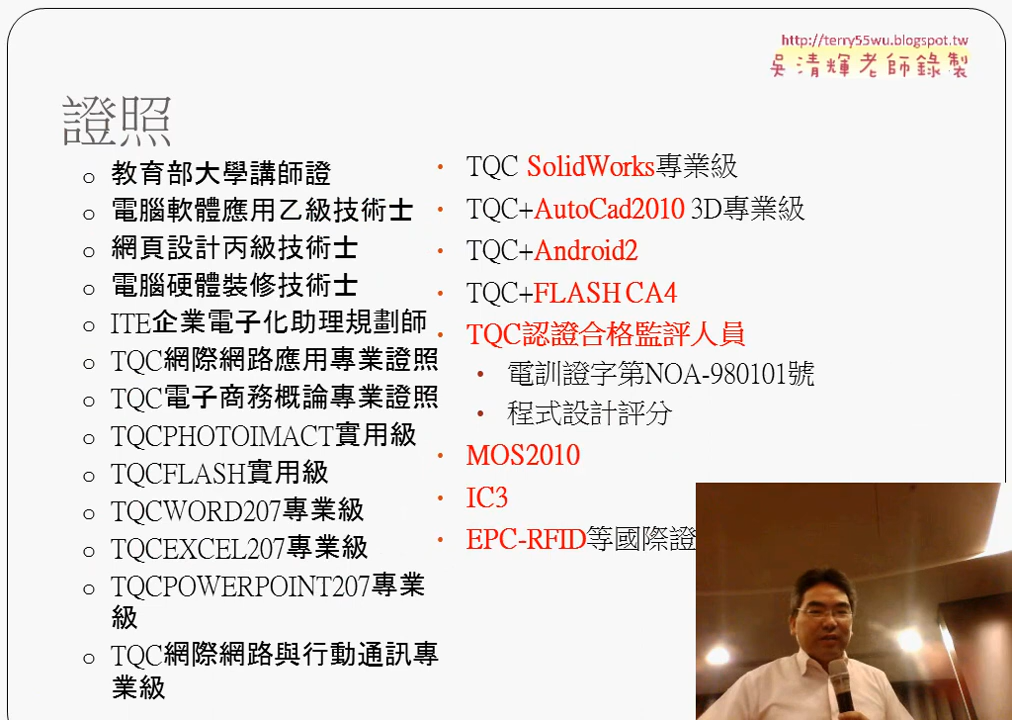 http://terry55wu.blogspot.tw
吳清輝老師錄製
證照
教育部大學講師證
電腦軟體應用乙級技術士
網頁設計丙級技術士
電腦硬體裝修技術士
ITE企業電子化助理規劃師
TQC網際網路應用專業證照
TQC電子商務概論專業證照
TQCPHOTOIMACT實用級
TQCFLASH實用級
TQCWORD207專業級
TQCEXCEL207專業級
TQCPOWERPOINT207專業
級
TQC網際網路與行動通訊專
業級
TQC SolidWorks專業級
TQC+AutoCad2010 3D專業級
TQC+Android2
TQC+FLASH CA4
TQC認證合格監評人員
電訓證字第NOA-980101號
程式設計評分
MOS2010
IC3
EPC-RFID等國際證